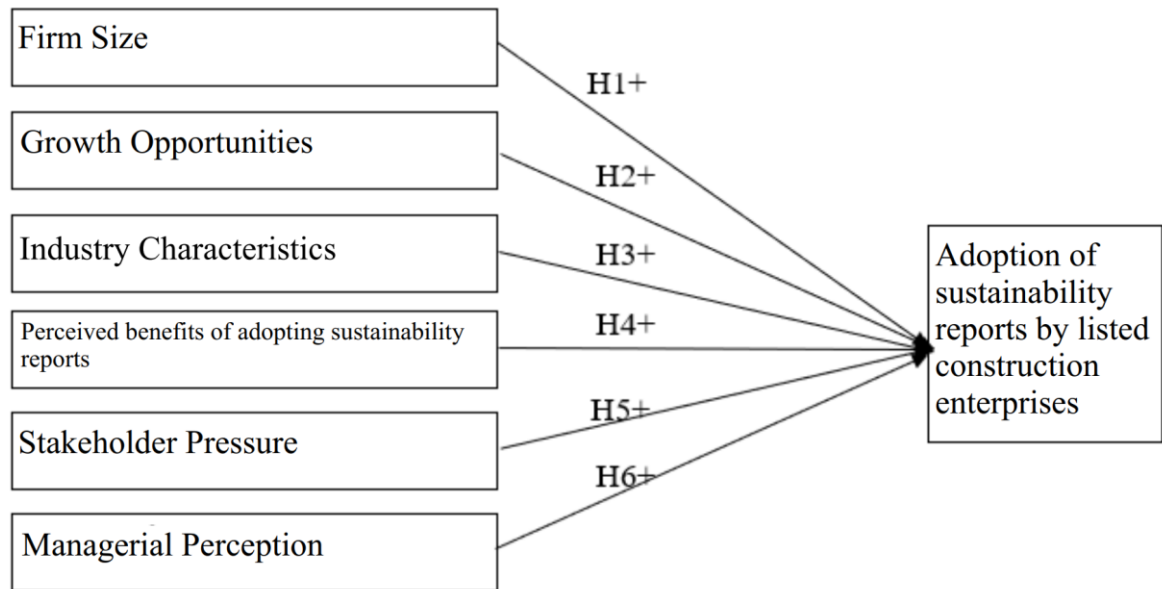 Firm Size
H1+
Growth Opportunities
H2+
Industry Characteristics
H3+
Perceived benefits of adopting sustainability
reports
H4+
Stakeholder Pressure
H5+
Managerial Perception
H6+
Adoption of
sustainability
reports by listed
construction
enterprises